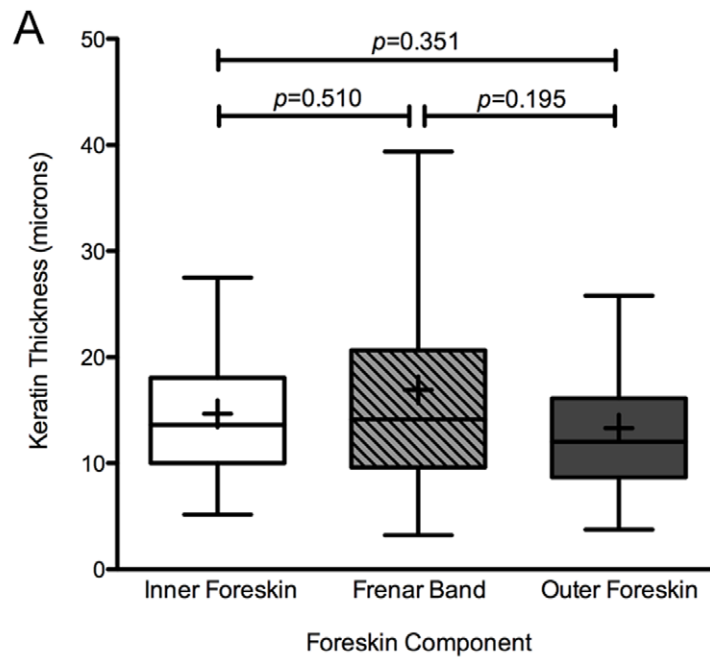 A
50
p=0.351
p=0.510
p=0.195
40
30
20
10
0
Keratin Thickness (microns)
Inner Foreskin Frenar Band Outer Foreskin
Foreskin Component